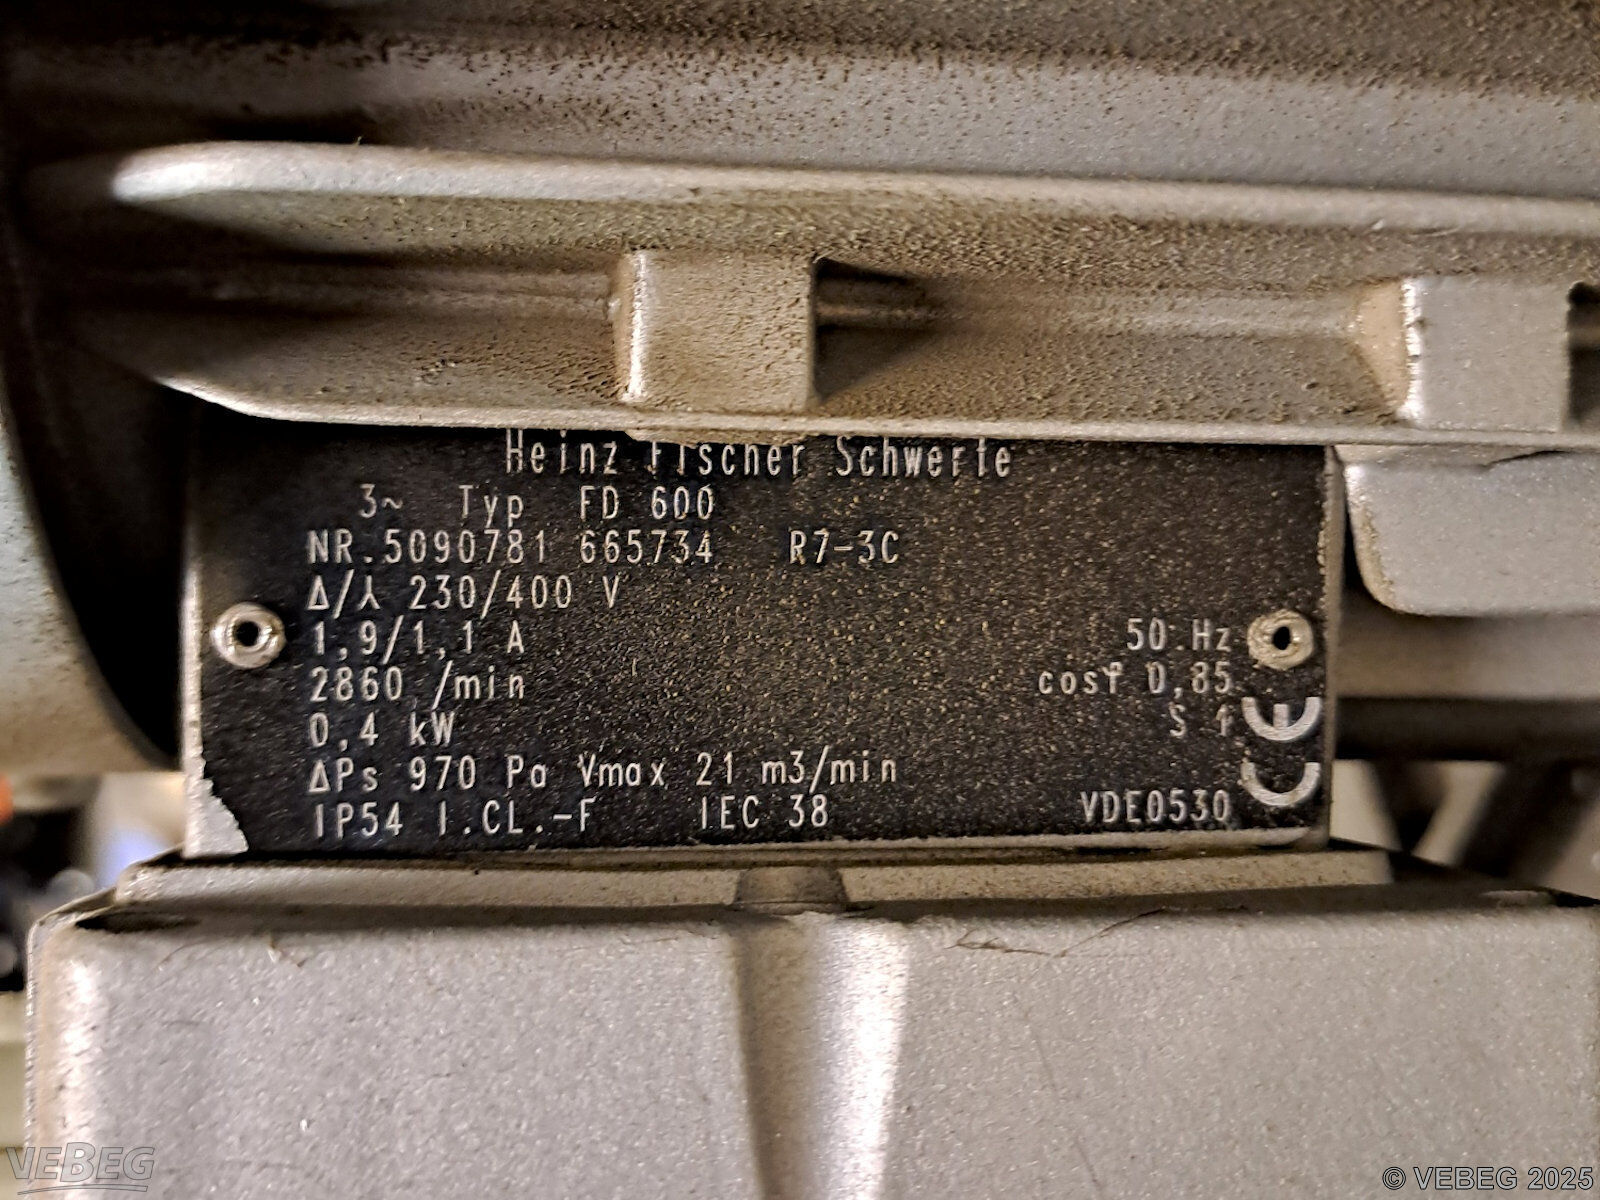 Heinz Fischer Schwerte
3~ Typ FD 600
NR.5090781 665734 R7-3C
Δ/⅄ 230/400 V
1,9/1,1 A 50 Hz
2860 /min cosφ 0,85
0,4 kW S 1 CE
ΔPs 970 Pa Vmax 21 m3/min
IP54 I.CL.-F IEC 38 VDE0530
VEBEG
© VEBEG 2025